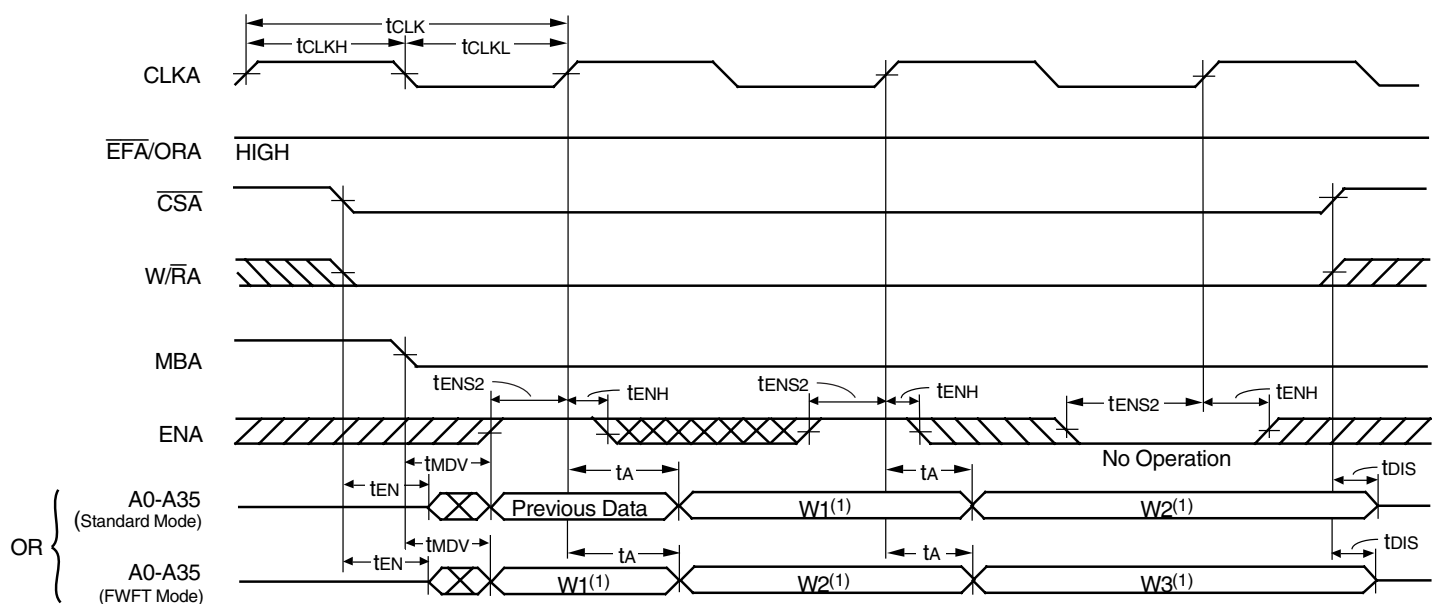 tCLK
tCLKH
tCLKL
CLKA
EFA/ORA
HIGH
CSA
W/RA
MBA
tENS2
tENH
tENS2
tENH
tENS2
tENH
ENA
No Operation
tMDV
tA
tA
tDIS
tEN
A0-A35
(Standard Mode)
Previous Data
W1(1)
W2(1)
OR
tMDV
tA
tA
tDIS
tEN
A0-A35
(FWFT Mode)
W1(1)
W2(1)
W3(1)